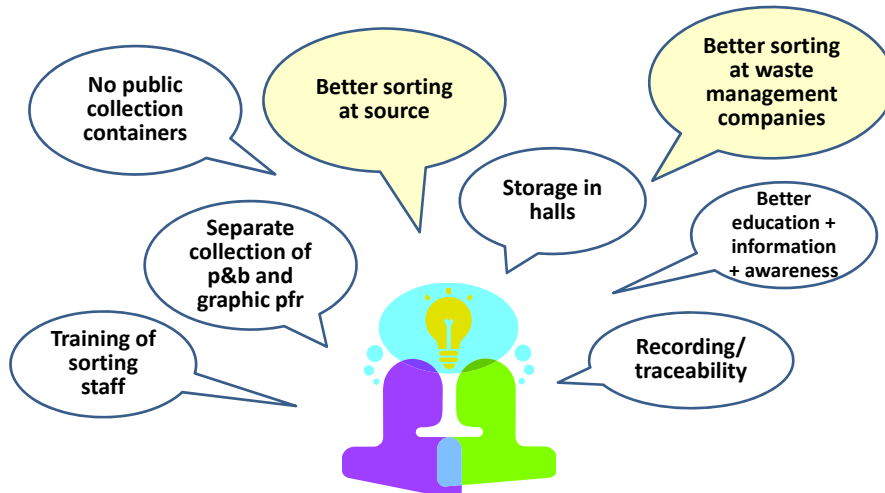 No public
collection
containers
Better sorting
at source
Better sorting
at waste
management
companies
Storage in
halls
Better
education +
information
+ awareness
Separate
collection of
p&b and
graphic pfr
Training of
sorting
staff
Recording/
traceability